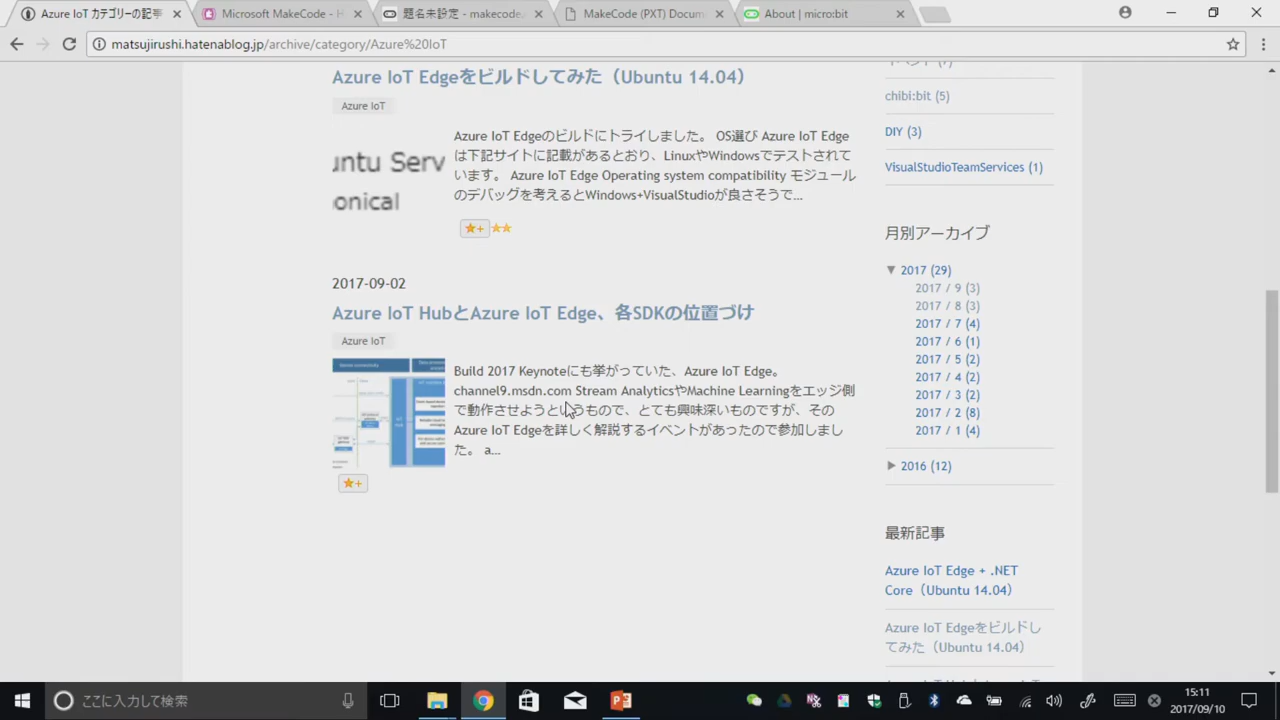 Azure IoT カテゴリーの記事
Microsoft MakeCode - H
題名未設定 - makecode.
MakeCode (PXT) Docum
About | micro:bit
matsujirushi.hatenablog.jp/archive/category/Azure%20IoT
Azure IoT Edgeをビルドしてみた（Ubuntu 14.04）
Azure IoT
untu Serv
onical
Azure IoT Edgeのビルドにトライしました。 OS選び Azure IoT Edge
は下記サイトに記載があるとおり、LinuxやWindowsでテストされて
います。 Azure IoT Edge Operating system compatibility モジュール
のデバッグを考えるとWindows+VisualStudioが良さそうで...
2017-09-02
Azure IoT HubとAzure IoT Edge、各SDKの位置づけ
Azure IoT
Build 2017 Keynoteにも挙がっていた、Azure IoT Edge。
channel9.msdn.com Stream AnalyticsやMachine Learningをエッジ側
で動作させようというもので、とても興味深いものですが、その
Azure IoT Edgeを詳しく解説するイベントがあったので参加しまし
た。 a...
イベント (7)
chibi:bit (5)
DIY (3)
VisualStudioTeamServices (1)
月別アーカイブ
▼ 2017 (29)
2017 / 9 (3)
2017 / 8 (3)
2017 / 7 (4)
2017 / 6 (1)
2017 / 5 (2)
2017 / 4 (2)
2017 / 3 (2)
2017 / 2 (8)
2017 / 1 (4)
▶ 2016 (12)
最新記事
Azure IoT Edge + .NET
Core（Ubuntu 14.04）
Azure IoT Edgeをビルドし
てみた（Ubuntu 14.04）
ここに入力して検索
15:11
2017/09/10